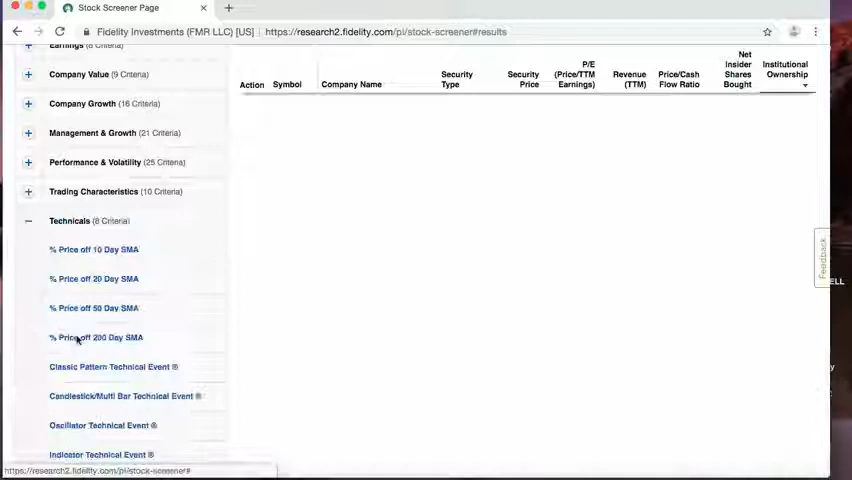 Stock Screener Page
Fidelity Investments (FMR LLC) [US] | https://research2.fidelity.com/pi/stock-screener#results
Earnings (8 Criteria)
Company Value (9 Criteria)
Company Growth (16 Criteria)
Management & Growth (21 Criteria)
Performance & Volatility (25 Criteria)
Trading Characteristics (10 Criteria)
Technicals (8 Criteria)
% Price off 10 Day SMA
% Price off 20 Day SMA
% Price off 50 Day SMA
% Price off 200 Day SMA
Classic Pattern Technical Event ®
Candlestick/Multi Bar Technical Event ®
Oscillator Technical Event ®
Indicator Technical Event ®
https://research2.fidelity.com/pi/stock-screener#
Action
Symbol
Company Name
Security
Type
Security
Price
P/E
(Price/TTM
Earnings)
Revenue
(TTM)
Price/Cash
Flow Ratio
Net
Insider
Shares
Bought
Institutional
Ownership
Feedback
ELL